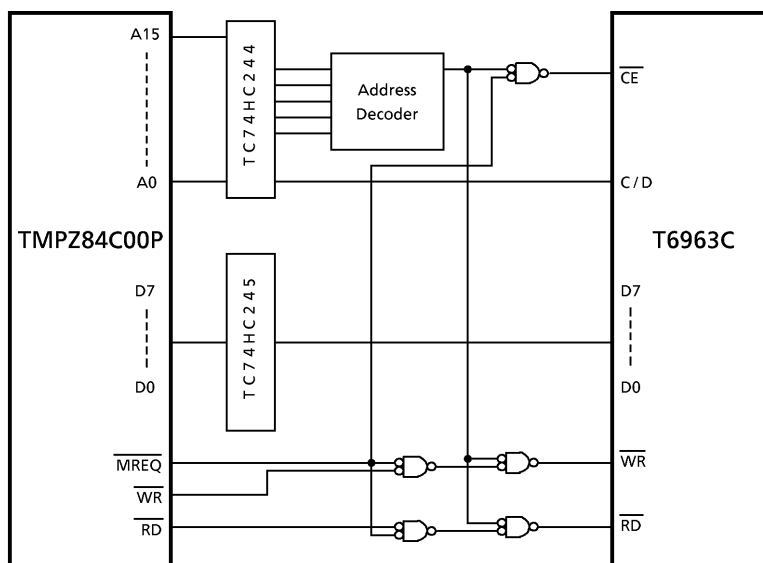 A15
A0
TMPZ84C00P
D7
D0
MREQ
WR
RD
TC74HC244
TC74HC245
Address
Decoder
CE
C/D
T6963C
D7
D0
WR
RD